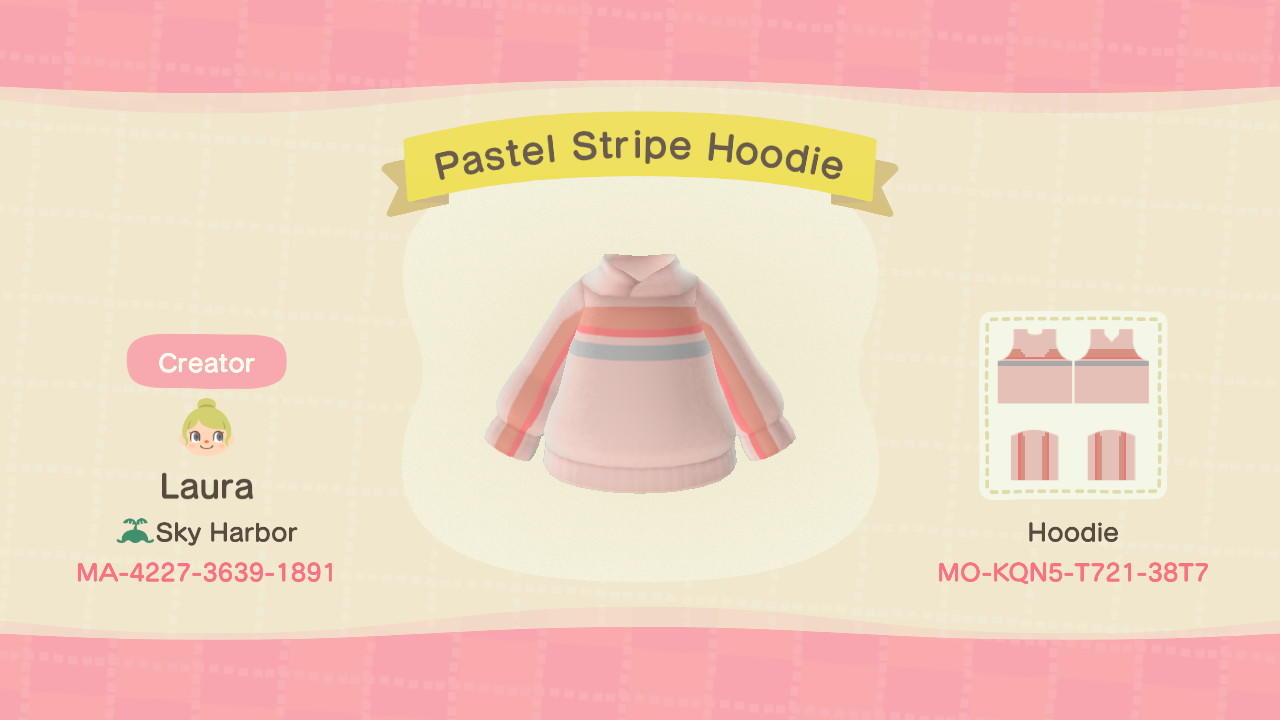 Pastel Stripe Hoodie
Creator
Laura
Sky Harbor
MA-4227-3639-1891
Hoodie
MO-KQN5-T721-38T7